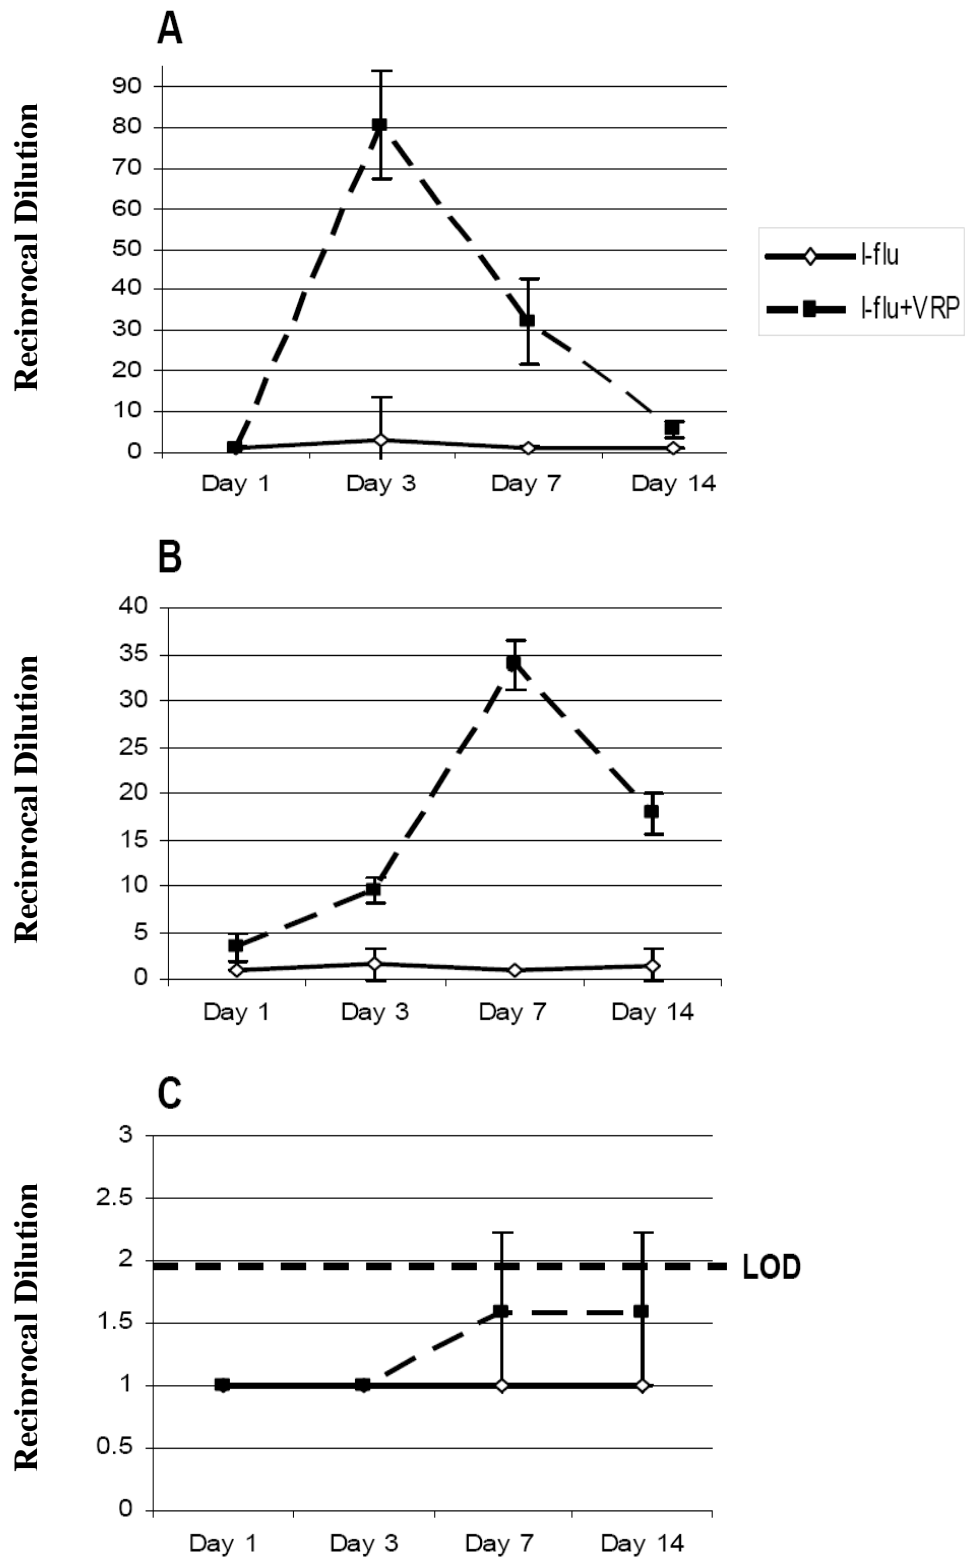 A
Reciprocal Dilution
90
80
70
60
50
40
30
20
10
0
Day 1 Day 3 Day 7 Day 14
I-flu
I-flu+VRP
B
Reciprocal Dilution
40
35
30
25
20
15
10
5
0
Day 1 Day 3 Day 7 Day 14
C
Reciprocal Dilution
3
2.5
2
1.5
1
0.5
0
LOD
Day 1 Day 3 Day 7 Day 14